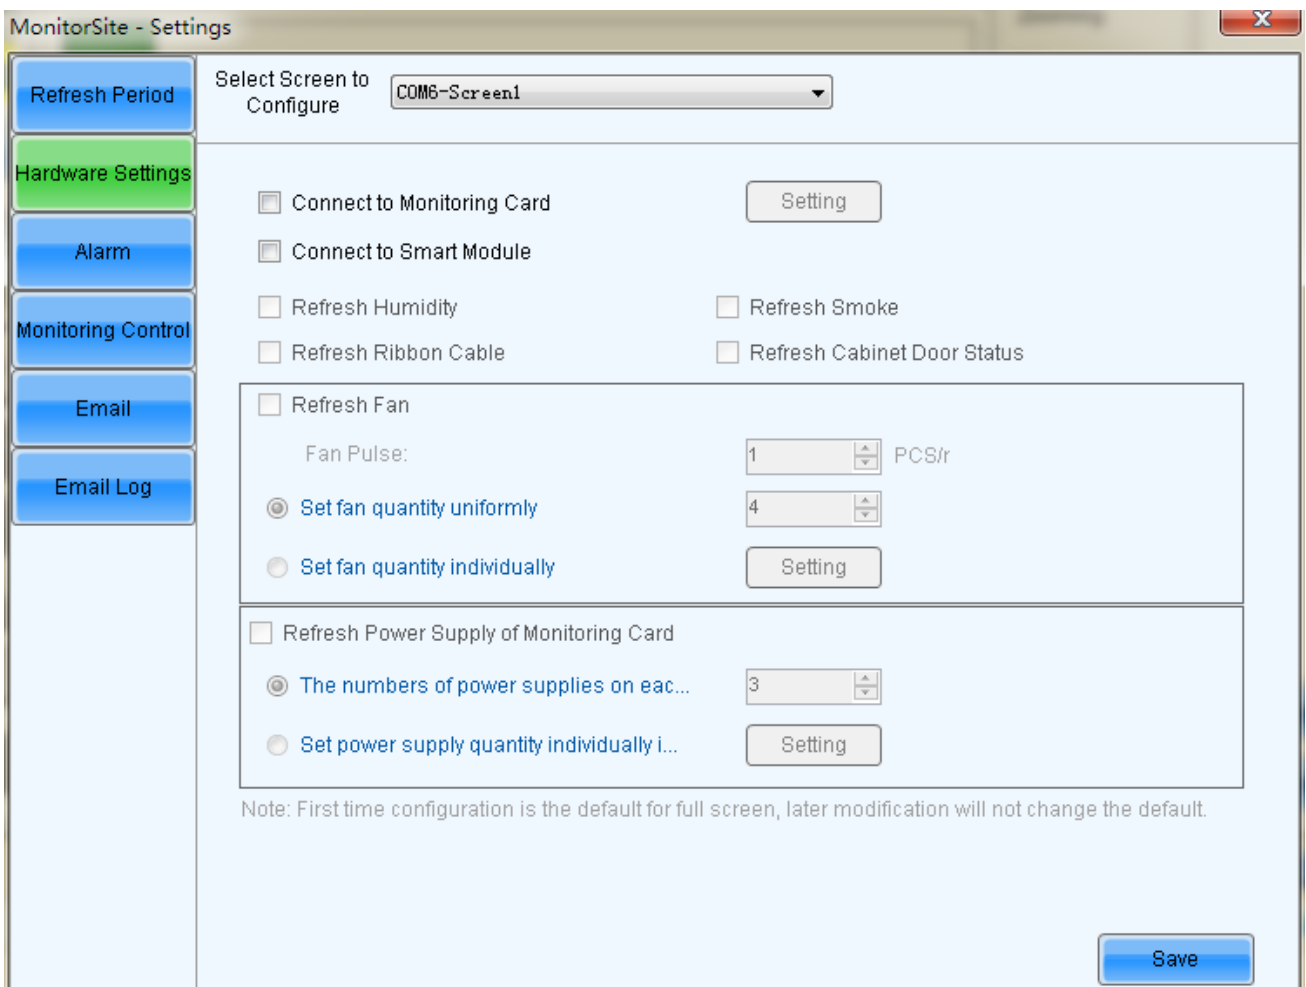 MonitorSite - Settings
X
Refresh Period
Hardware Settings
Alarm
Monitoring Control
Email
Email Log
Select Screen to
Configure
COM6-Screen1
Connect to Monitoring Card
Setting
Connect to Smart Module
Refresh Humidity
Refresh Smoke
Refresh Ribbon Cable
Refresh Cabinet Door Status
Refresh Fan
Fan Pulse:
1
PCS/r
Set fan quantity uniformly
4
Set fan quantity individually
Setting
Refresh Power Supply of Monitoring Card
The numbers of power supplies on eac...
3
Set power supply quantity individually i...
Setting
Note: First time configuration is the default for full screen, later modification will not change the default.
Save